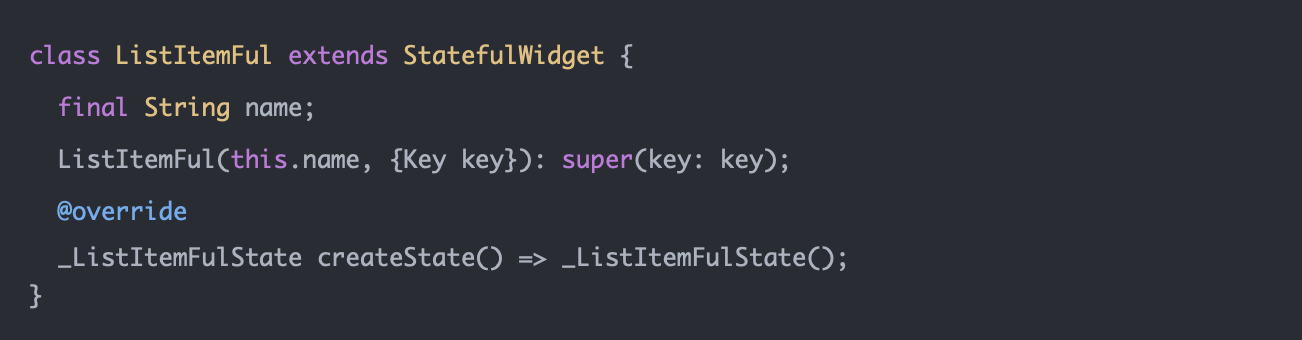 class ListItemFul extends StatefulWidget {
  final String name;
  ListItemFul(this.name, {Key key}): super(key: key);
  @override
  _ListItemFulState createState() => _ListItemFulState();
}